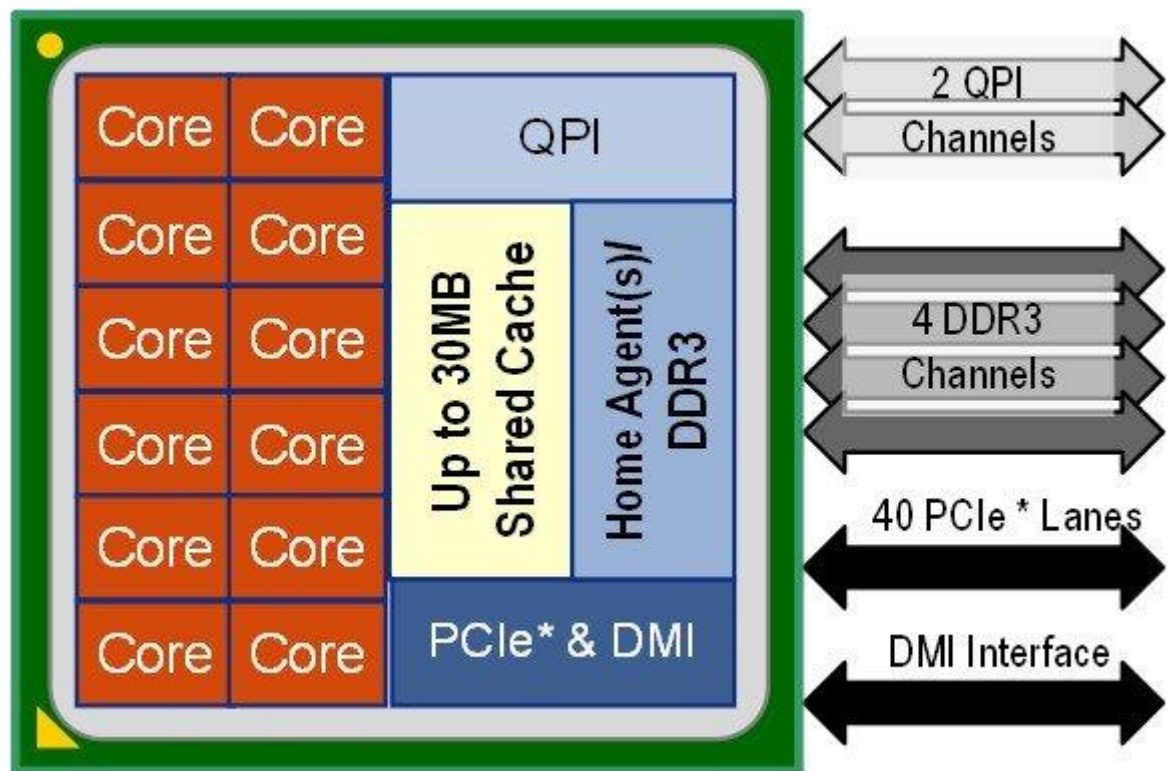 Core Core
Core Core
Core Core
Core Core
Core Core
Core Core
QPI
Up to 30MB
Shared Cache
Home Agent(s)/
DDR3
PCIe* & DMI
2 QPI
Channels
4 DDR3
Channels
40 PCIe * Lanes
DMI Interface